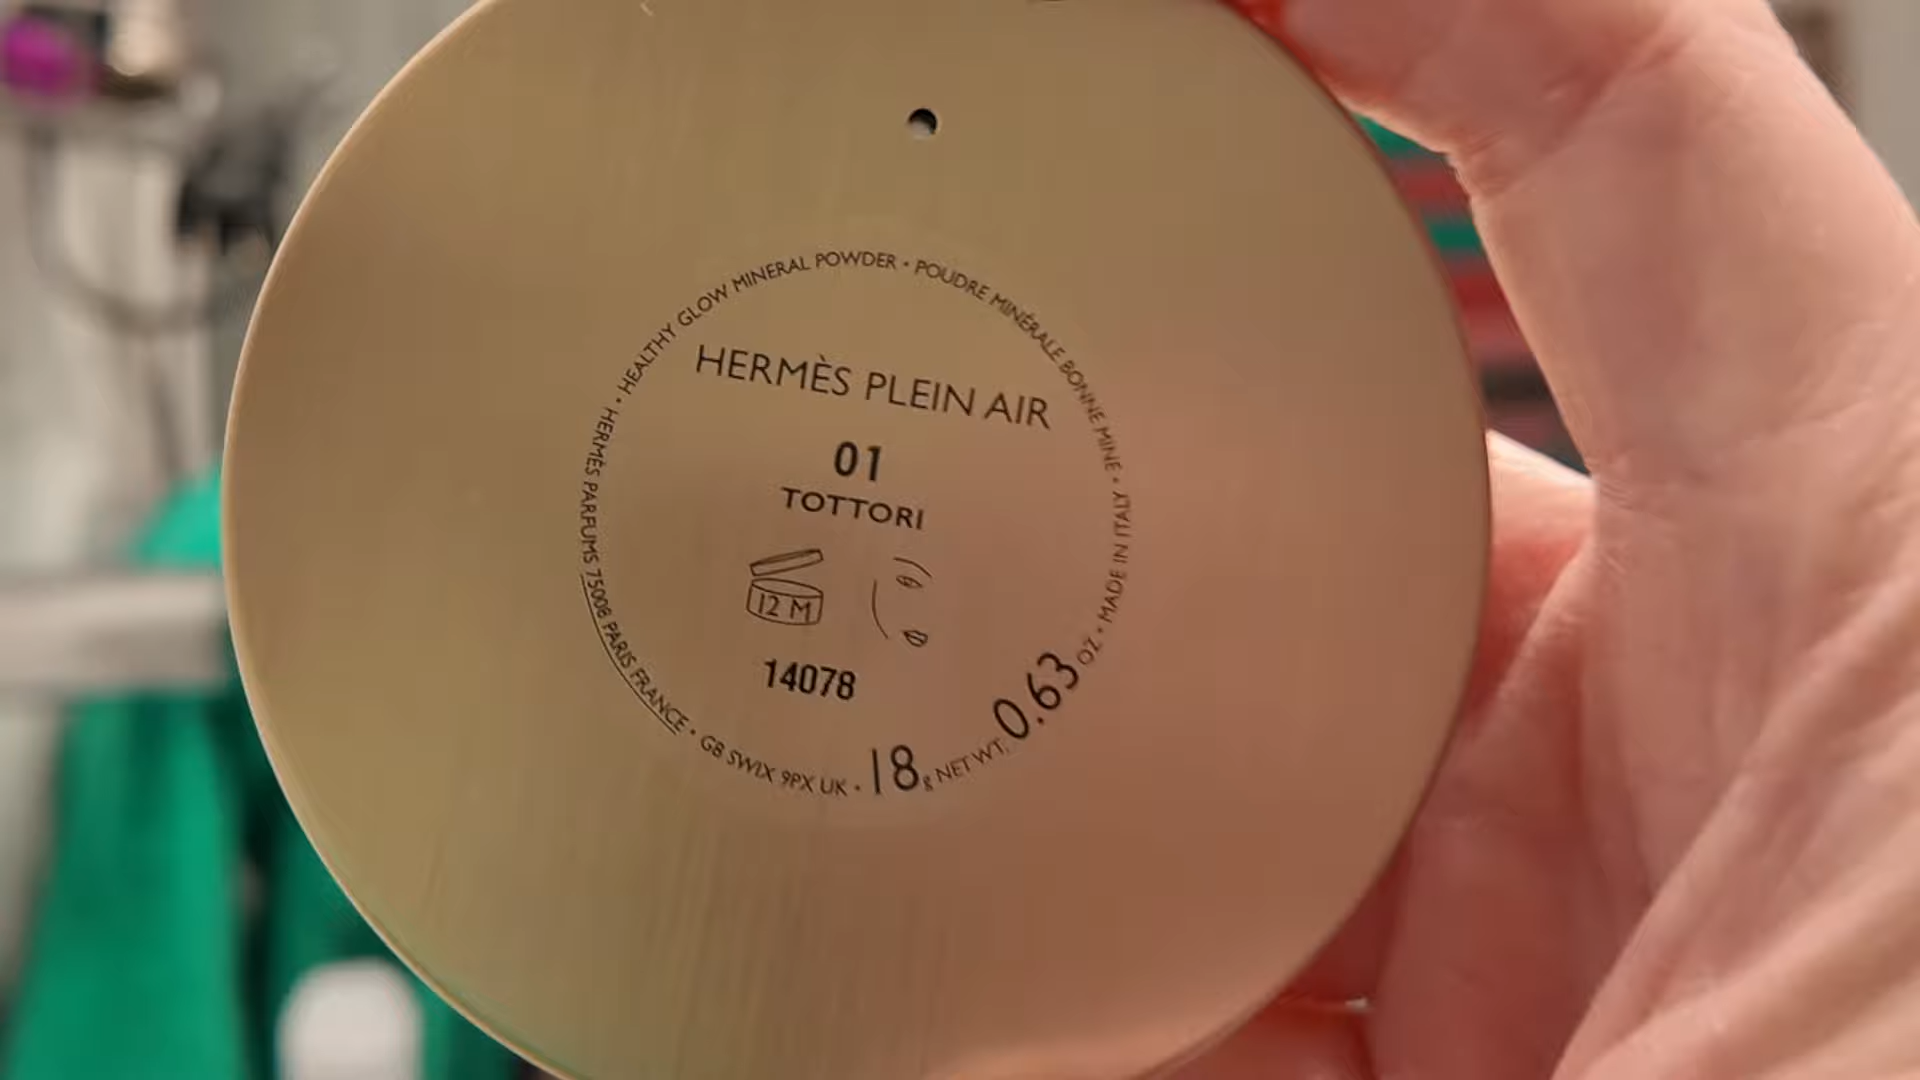 HERMÈS PLEIN AIR
01
TOTTORI
12 M
14078
HEALTHY GLOW MINERAL POWDER • POUDRE MINÉRALE BONNE MINE • MADE IN ITALY • 18 g NET WT. 0.63 OZ • HERMÈS PARFUMS 75008 PARIS FRANCE • GB SW1X 9PX UK •